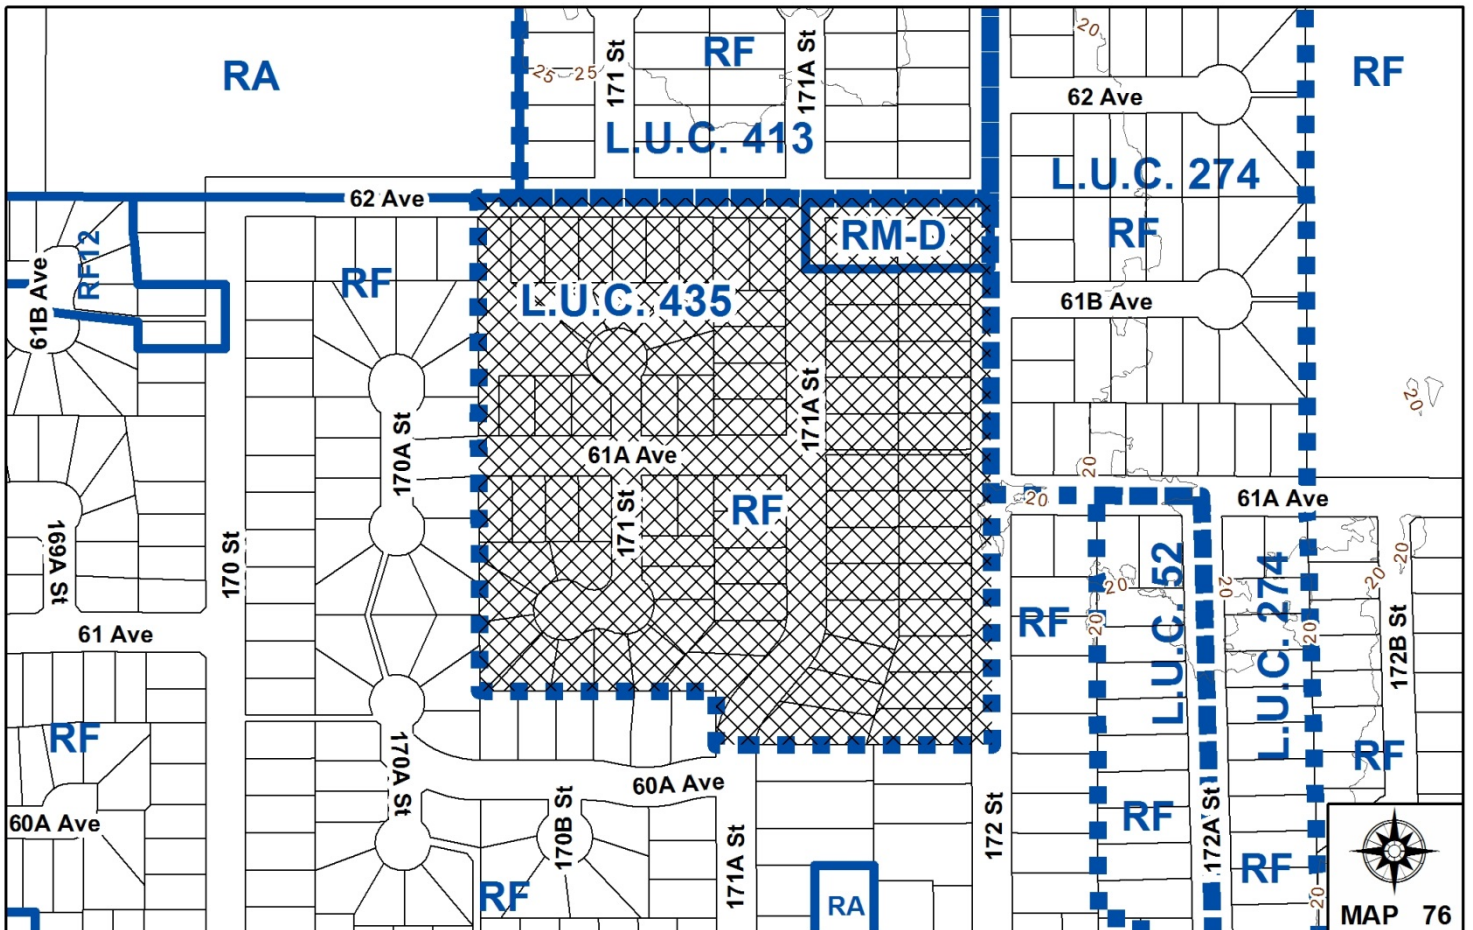 RA
171 St
RF
171A St
20
62 Ave
RF
25
25
L.U.C. 413
L.U.C. 274
62 Ave
RF12
61B Ave
RF
RM-D
RF
L.U.C. 435
61B Ave
20
170A St
171A St
61A Ave
20
20
61A Ave
171 St
RF
169A St
170 St
L.U.C. 52
L.U.C. 274
20
20
20
20
20
20
61 Ave
RF
172B St
RF
170A St
RF
60A Ave
60A Ave
170B St
171A St
172 St
RF
172A St
RF
RF
RA
20
MAP 76